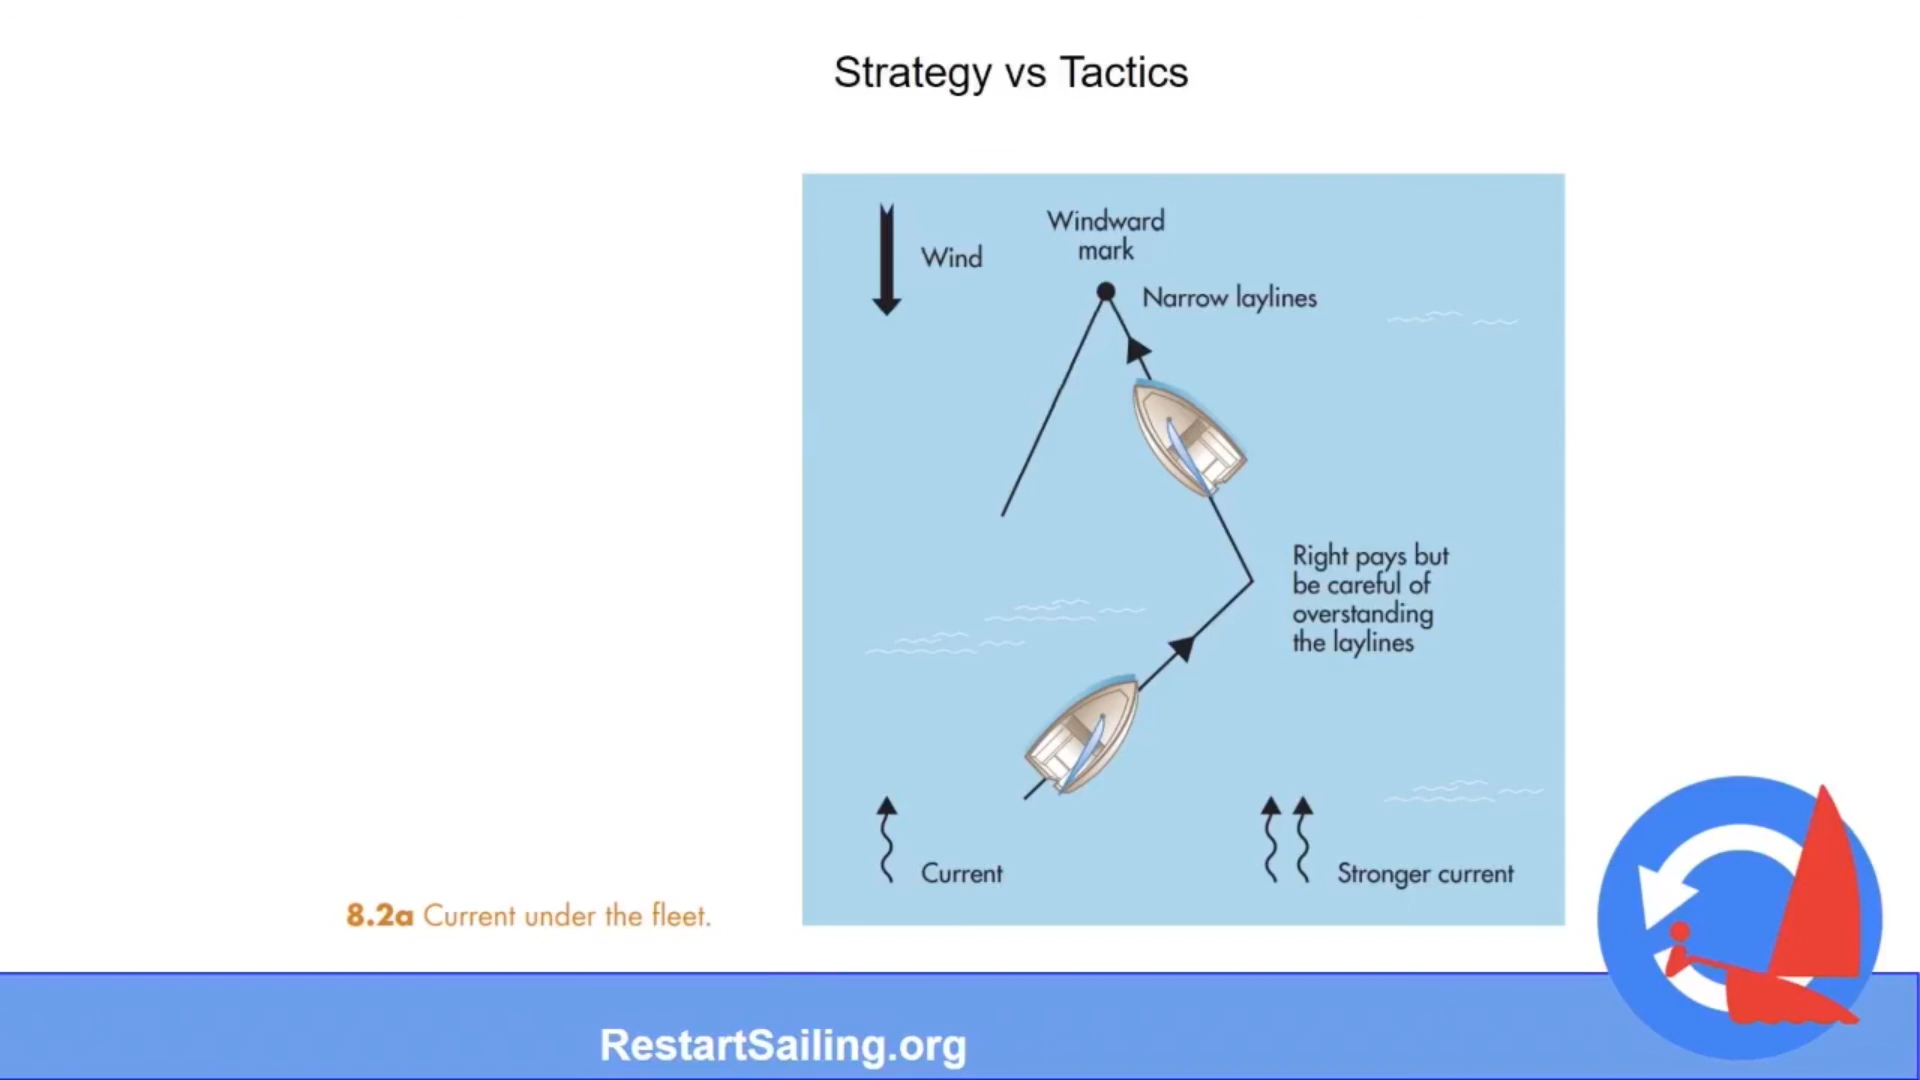 Strategy vs Tactics
Wind
Windward
mark
Narrow laylines
Right pays but
be careful of
overstanding
the laylines
Current
Stronger current
8.2a Current under the fleet.
RestartSailing.org